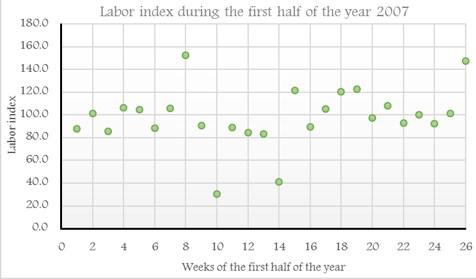 Labor index during the first half of the year 2007
180.0
160.0
140.0
120.0
100.0
80.0
60.0
40.0
20.0
0.0
Labor index
0 2 4 6 8 10 12 14 16 18 20 22 24 26
Weeks of the first half of the year